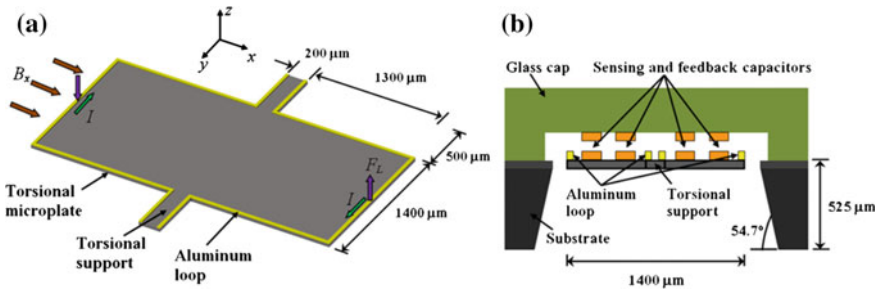 (a)
z
x
y
200 μm
1300 μm
Bx
I
500 μm
FL
I
1400 μm
Torsional
microplate
Torsional
support
Aluminum
loop
(b)
Glass cap
Sensing and feedback capacitors
Aluminum
loop
Torsional
support
Substrate
54.7°
525 μm
1400 μm